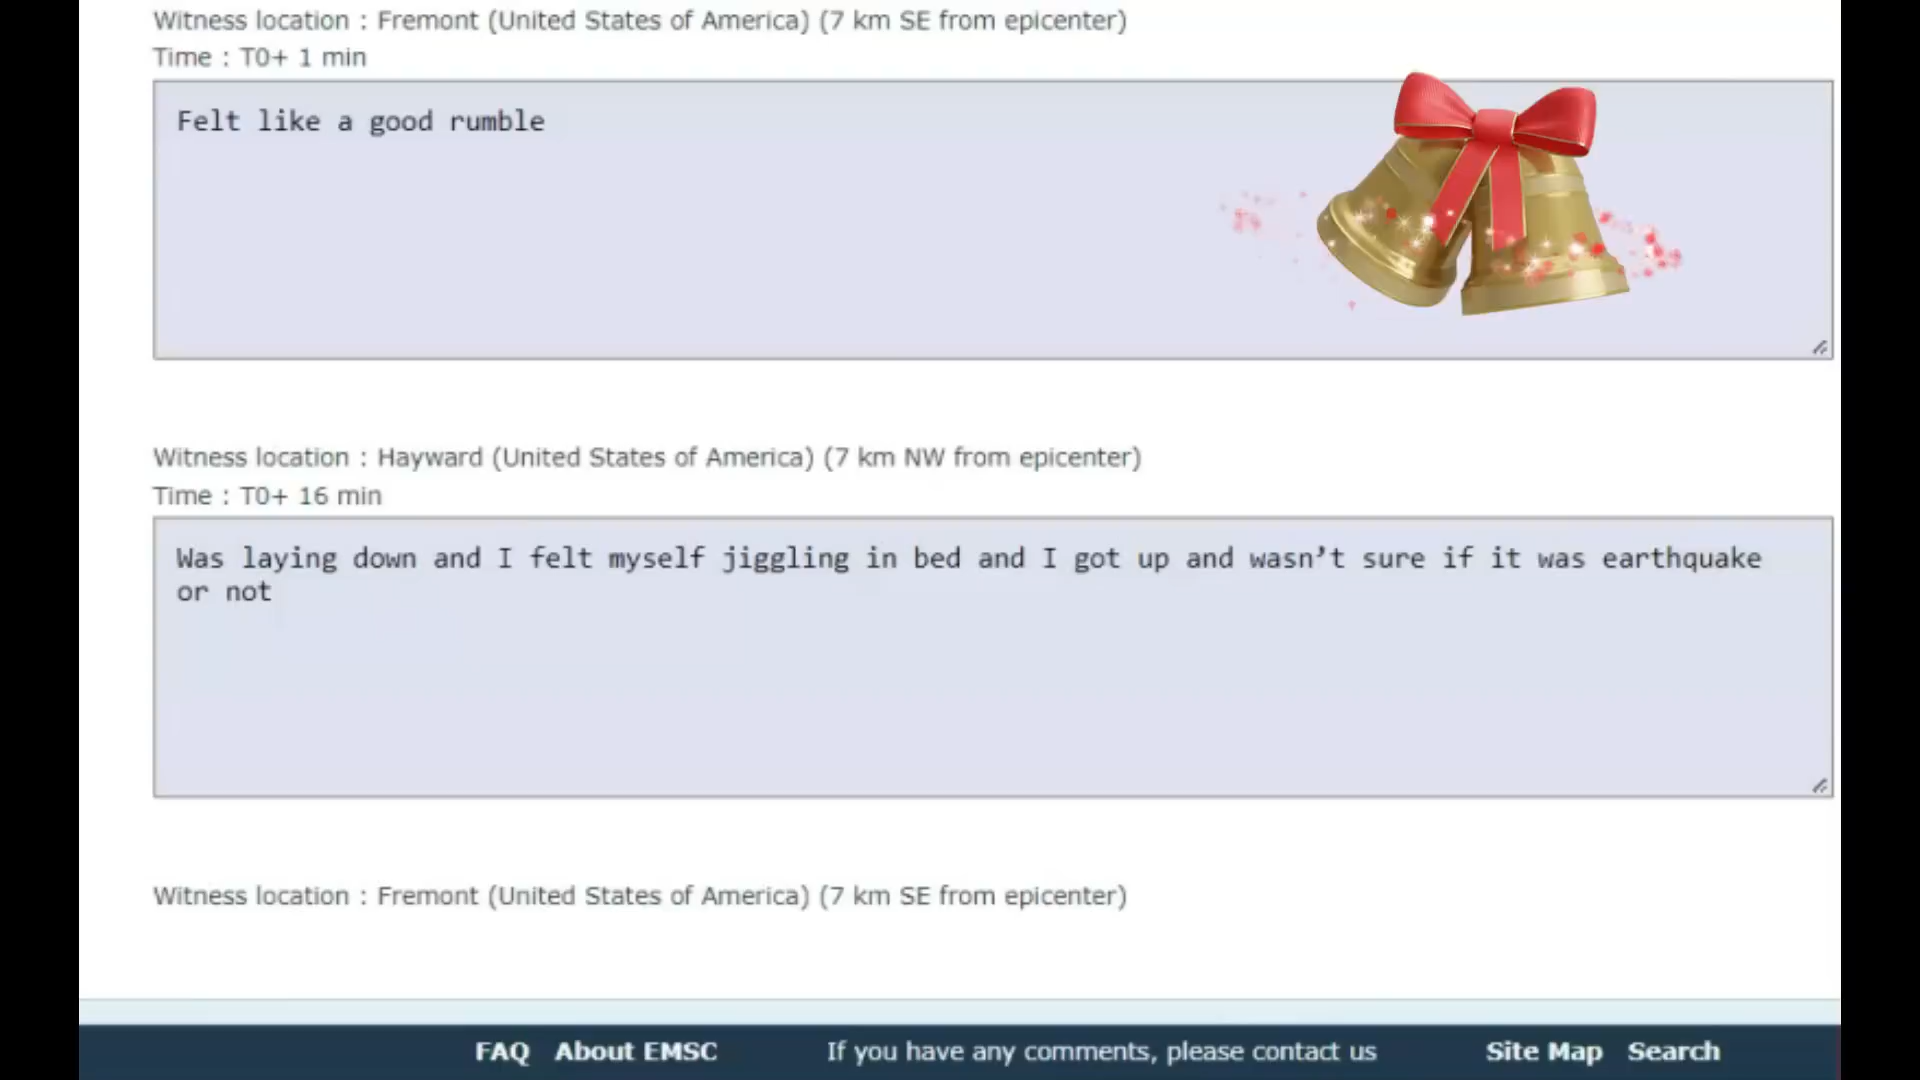 Witness location : Fremont (United States of America) (7 km SE from epicenter)
Time : T0+ 1 min
Felt like a good rumble
Witness location : Hayward (United States of America) (7 km NW from epicenter)
Time : T0+ 16 min
Was laying down and I felt myself jiggling in bed and I got up and wasn’t sure if it was earthquake
or not
Witness location : Fremont (United States of America) (7 km SE from epicenter)
FAQ About EMSC If you have any comments, please contact us Site Map Search